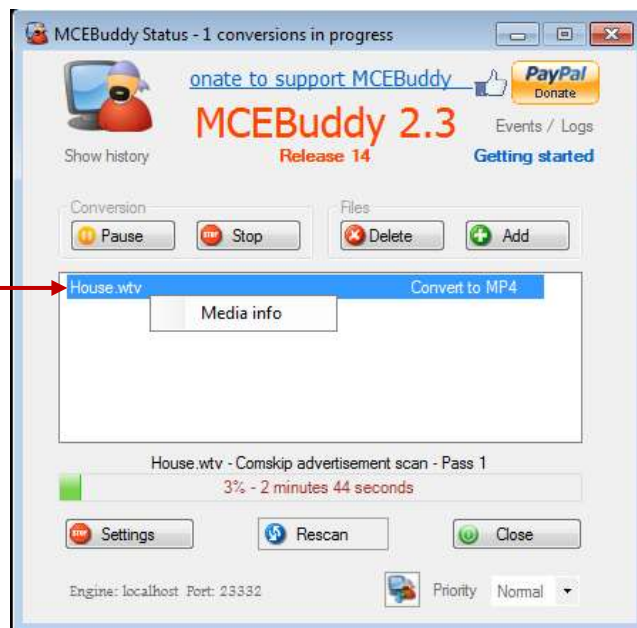 MCEBuddy Status - 1 conversions in progress
onate to support MCEBuddy
PayPal
Donate
MCEBuddy 2.3
Events / Logs
Show history
Release 14
Getting started
Conversion
Files
Pause
STOP Stop
Delete
Add
House.wtv Convert to MP4
Media info
House.wtv - Comskip advertisement scan - Pass 1
3% - 2 minutes 44 seconds
STOP Settings
Rescan
Close
Engine: localhost Port: 23332
Priority Normal